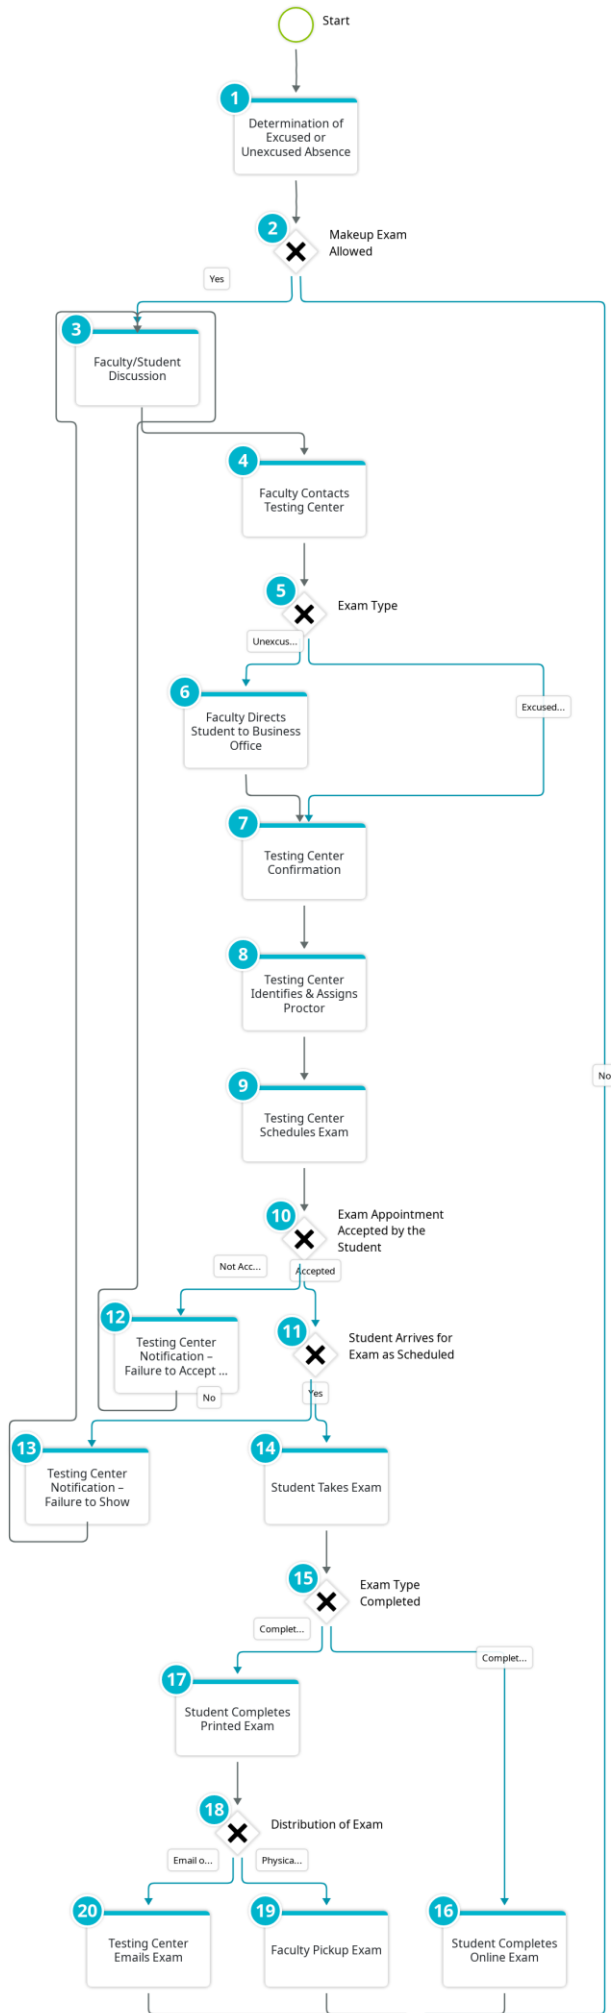 Start
1
Determination of
Excused or
Unexcused Absence
2
Makeup Exam
Allowed
Yes
3
Faculty/Student
Discussion
4
Faculty Contacts
Testing Center
5
Exam Type
Unexcus...
6
Faculty Directs
Student to Business
Office
Excused...
7
Testing Center
Confirmation
8
Testing Center
Identifies & Assigns
Proctor
9
Testing Center
Schedules Exam
No
10
Exam Appointment
Accepted by the
Student
Not Acc...
Accepted
12
Testing Center
Notification –
Failure to Accept ...
11
Student Arrives for
Exam as Scheduled
No
Yes
13
Testing Center
Notification –
Failure to Show
14
Student Takes Exam
15
Exam Type
Completed
Complet...
Complet...
17
Student Completes
Printed Exam
18
Distribution of Exam
Email o...
Physica...
20
Testing Center
Emails Exam
19
Faculty Pickup Exam
16
Student Completes
Online Exam